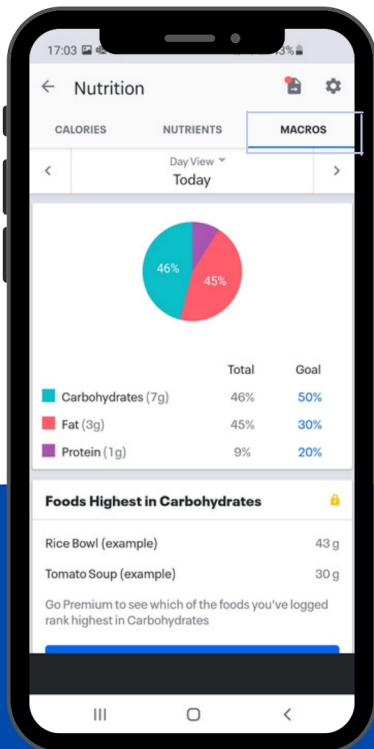 17:03
3%
Nutrition
CALORIES NUTRIENTS MACROS
Day View
Today
46%
45%
Total Goal
Carbohydrates (7g) 46% 50%
Fat (3g) 45% 30%
Protein (1g) 9% 20%
Foods Highest in Carbohydrates
Rice Bowl (example) 43 g
Tomato Soup (example) 30 g
Go Premium to see which of the foods you've logged
rank highest in Carbohydrates